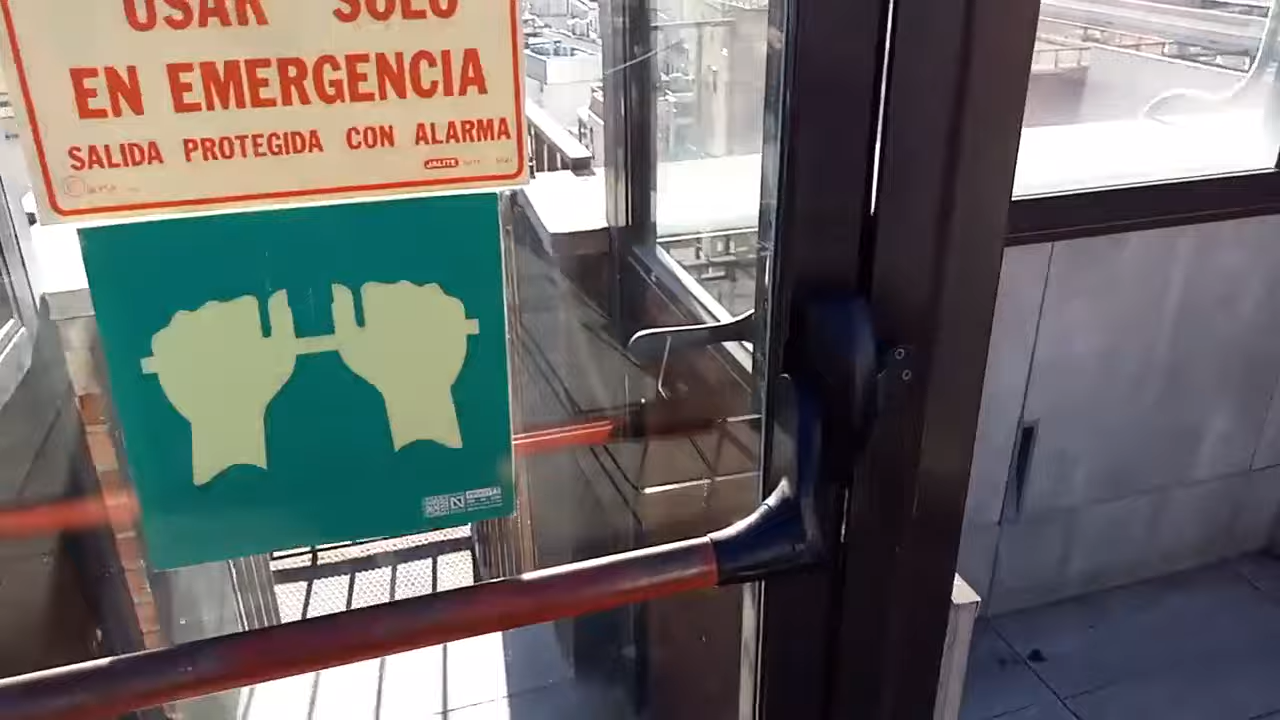 USAR SOLO
EN EMERGENCIA
SALIDA PROTEGIDA CON ALARMA
JALITE